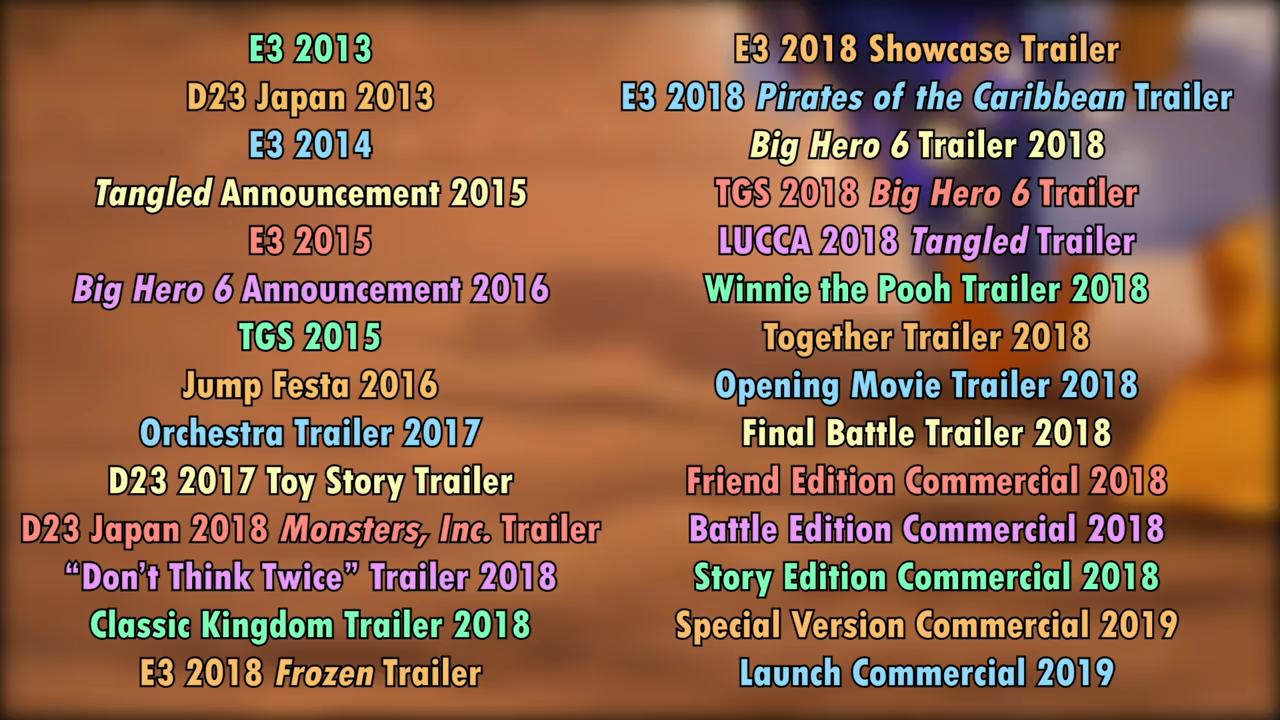 E3 2013
D23 Japan 2013
E3 2014
Tangled Announcement 2015
E3 2015
Big Hero 6 Announcement 2016
TGS 2015
Jump Festa 2016
Orchestra Trailer 2017
D23 2017 Toy Story Trailer
D23 Japan 2018 Monsters, Inc. Trailer
“Don’t Think Twice” Trailer 2018
Classic Kingdom Trailer 2018
E3 2018 Frozen Trailer
E3 2018 Showcase Trailer
E3 2018 Pirates of the Caribbean Trailer
Big Hero 6 Trailer 2018
TGS 2018 Big Hero 6 Trailer
LUCCA 2018 Tangled Trailer
Winnie the Pooh Trailer 2018
Together Trailer 2018
Opening Movie Trailer 2018
Final Battle Trailer 2018
Friend Edition Commercial 2018
Battle Edition Commercial 2018
Story Edition Commercial 2018
Special Version Commercial 2019
Launch Commercial 2019